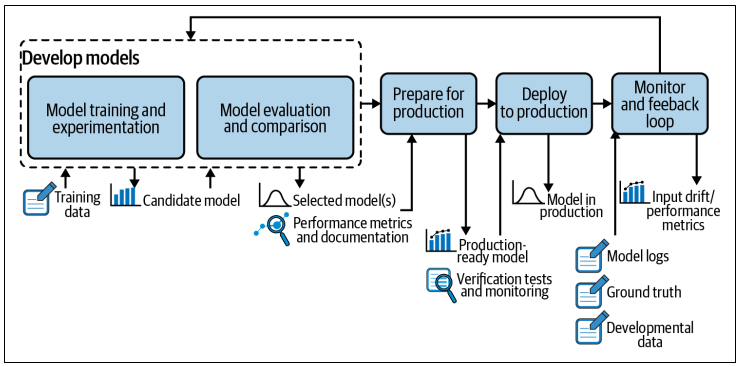 Develop models
Model training and
experimentation
Model evaluation
and comparison
Prepare for
production
Deploy
to production
Monitor
and feeback
loop
Training
data
Candidate model
Selected model(s)
Performance metrics
and documentation
Production-
ready model
Verification tests
and monitoring
Model in
production
Input drift/
performance
metrics
Model logs
Ground truth
Developmental
data